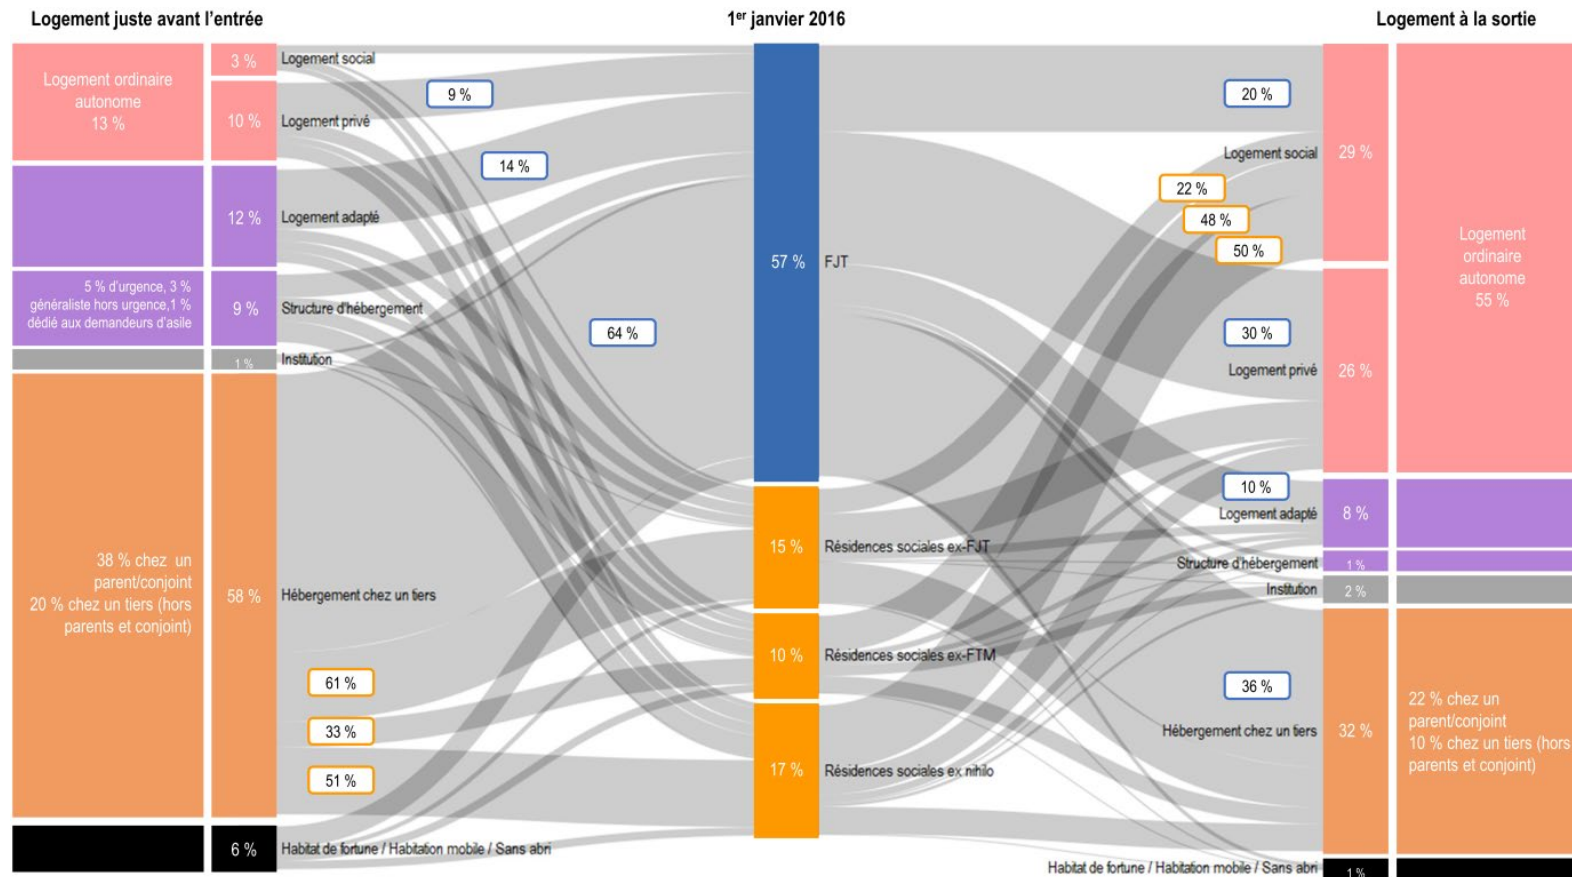 Logement juste avant l’entrée
1er janvier 2016
Logement à la sortie
Logement ordinaire
autonome
13 %
3 %
Logement social
10 %
Logement privé
12 %
Logement adapté
5 % d’urgence, 3 %
généraliste hors urgence,1 %
dédié aux demandeurs d’asile
9 %
Structure d'hébergement
1 %
Institution
38 % chez un
parent/conjoint
20 % chez un tiers (hors
parents et conjoint)
58 %
Hébergement chez un tiers
6 %
Habitat de fortune / Habitation mobile / Sans abri
9 %
14 %
64 %
61 %
33 %
51 %
57 %
FJT
15 %
Résidences sociales ex-FJT
10 %
Résidences sociales ex-FTM
17 %
Résidences sociales ex nihilo
20 %
Logement social
22 %
48 %
50 %
29 %
30 %
Logement privé
26 %
Logement
ordinaire
autonome
55 %
10 %
Logement adapté
8 %
Structure d'hébergement
1 %
Institution
2 %
36 %
Hébergement chez un tiers
32 %
22 % chez un
parent/conjoint
10 % chez un tiers (hors
parents et conjoint)
Habitat de fortune / Habitation mobile / Sans abri
1 %